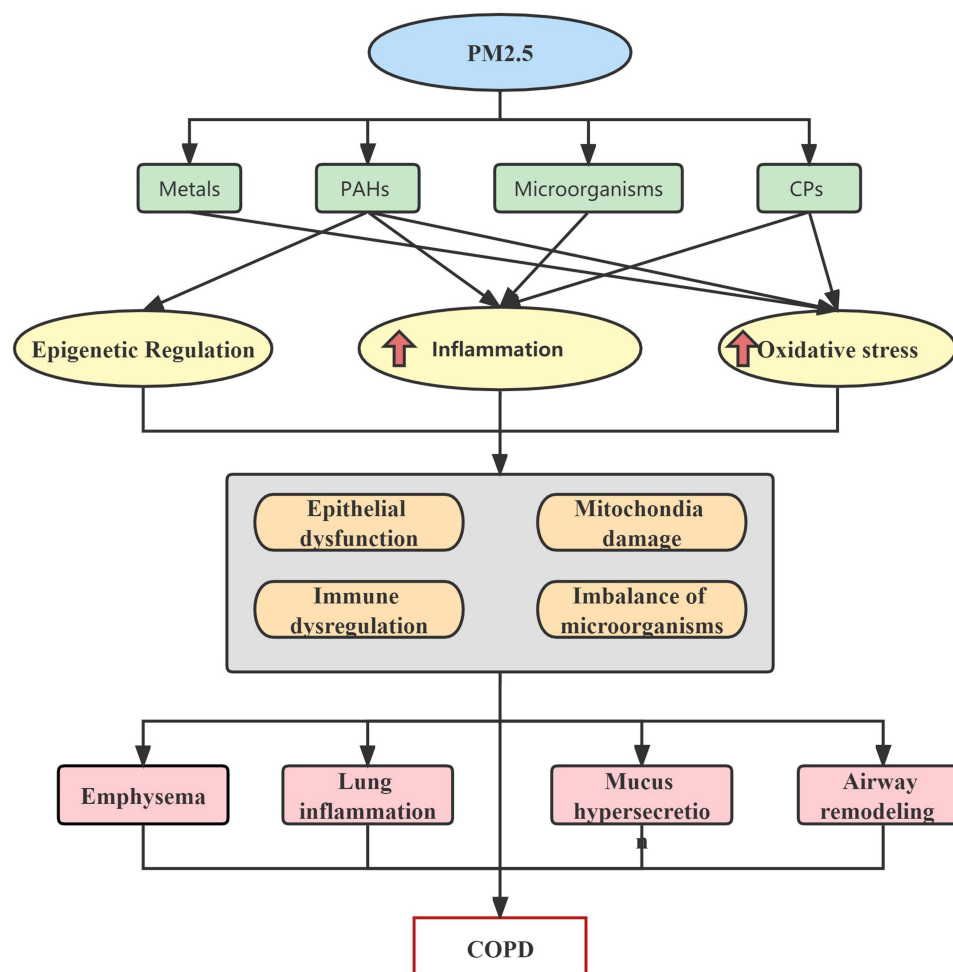 PM2.5
Metals
PAHs
Microorganisms
CPs
Epigenetic Regulation
Inflammation
Oxidative stress
Epithelial
dysfunction
Mitochondia
damage
Immune
dysregulation
Imbalance of
microorganisms
Emphysema
Lung
inflammation
Mucus
hypersecretio
n
Airway
remodeling
COPD